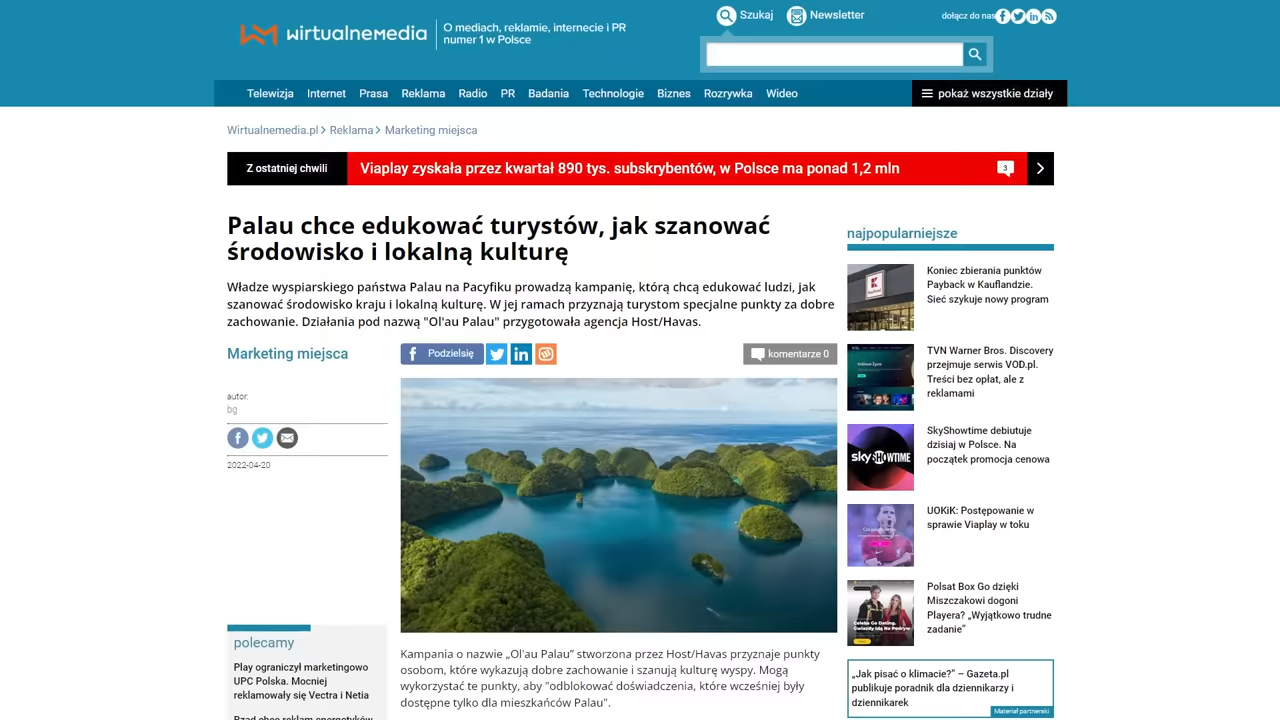 wirtualnemedia
O mediach, reklamie, internecie i PR
numer 1 w Polsce
Szukaj
Newsletter
dołącz do nas
Telewizja Internet Prasa Reklama Radio PR Badania Technologie Biznes Rozrywka Wideo
pokaż wszystkie działy
Wirtualnemedia.pl > Reklama > Marketing miejsca
Z ostatniej chwili
Viaplay zyskała przez kwartał 890 tys. subskrybentów, w Polsce ma ponad 1,2 mln
3
Palau chce edukować turystów, jak szanować
środowisko i lokalną kulturę
Władze wyspiarskiego państwa Palau na Pacyfiku prowadzą kampanię, którą chcą edukować ludzi, jak
szanować środowisko kraju i lokalną kulturę. W jej ramach przyznają turystom specjalne punkty za dobre
zachowanie. Działania pod nazwą "Ol'au Palau" przygotowała agencja Host/Havas.
Marketing miejsca
autor:
bg
2022-04-20
Podzielsię
komentarze 0
Kampania o nazwie „Ol'au Palau” stworzona przez Host/Havas przyznaje punkty
osobom, które wykazują dobre zachowanie i szanują kulturę wyspy. Mogą
wykorzystać te punkty, aby "odblokować doświadczenia, które wcześniej były
dostępne tylko dla mieszkańców Palau".
polecamy
Play ograniczył marketingowo
UPC Polska. Mocniej
reklamowały się Vectra i Netia
Rząd chce reklam energetyków
najpopularniejsze
Koniec zbierania punktów
Payback w Kauflandzie.
Sieć szykuje nowy program
TVN Warner Bros. Discovery
przejmuje serwis VOD.pl.
Treści bez opłat, ale z
reklamami
sky SHOWTIME
SkyShowtime debiutuje
dzisiaj w Polsce. Na
początek promocja cenowa
UOKiK: Postępowanie w
sprawie Viaplay w toku
Polsat Box Go dzięki
Miszczakowi dogoni
Playera? „Wyjątkowo trudne
zadanie”
„Jak pisać o klimacie?” – Gazeta.pl
publikuje poradnik dla dziennikarzy i
dziennikarek
Materiał partnerski